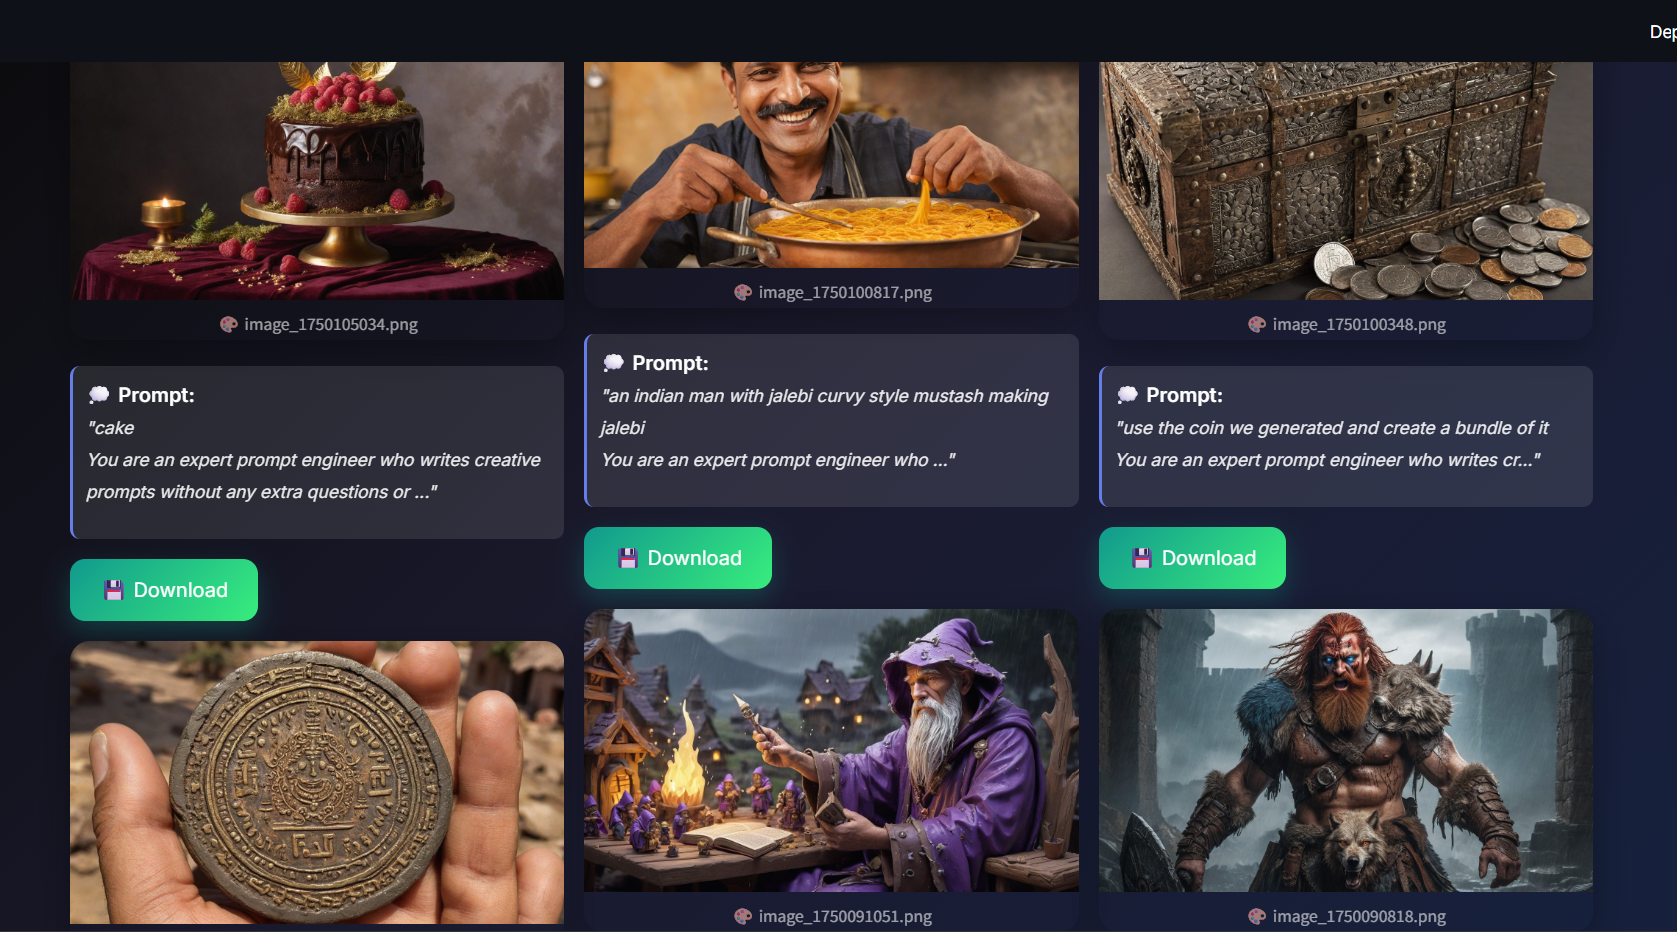 Dep
🎨 image_1750105034.png
💭 Prompt:
"cake
You are an expert prompt engineer who writes creative
prompts without any extra questions or ..."
💾 Download
🎨 image_1750100817.png
💭 Prompt:
"an indian man with jalebi curvy style mustash making
jalebi
You are an expert prompt engineer who ..."
💾 Download
🎨 image_1750100348.png
💭 Prompt:
"use the coin we generated and create a bundle of it
You are an expert prompt engineer who writes cr..."
💾 Download
🎨 image_1750091051.png
🎨 image_1750090818.png